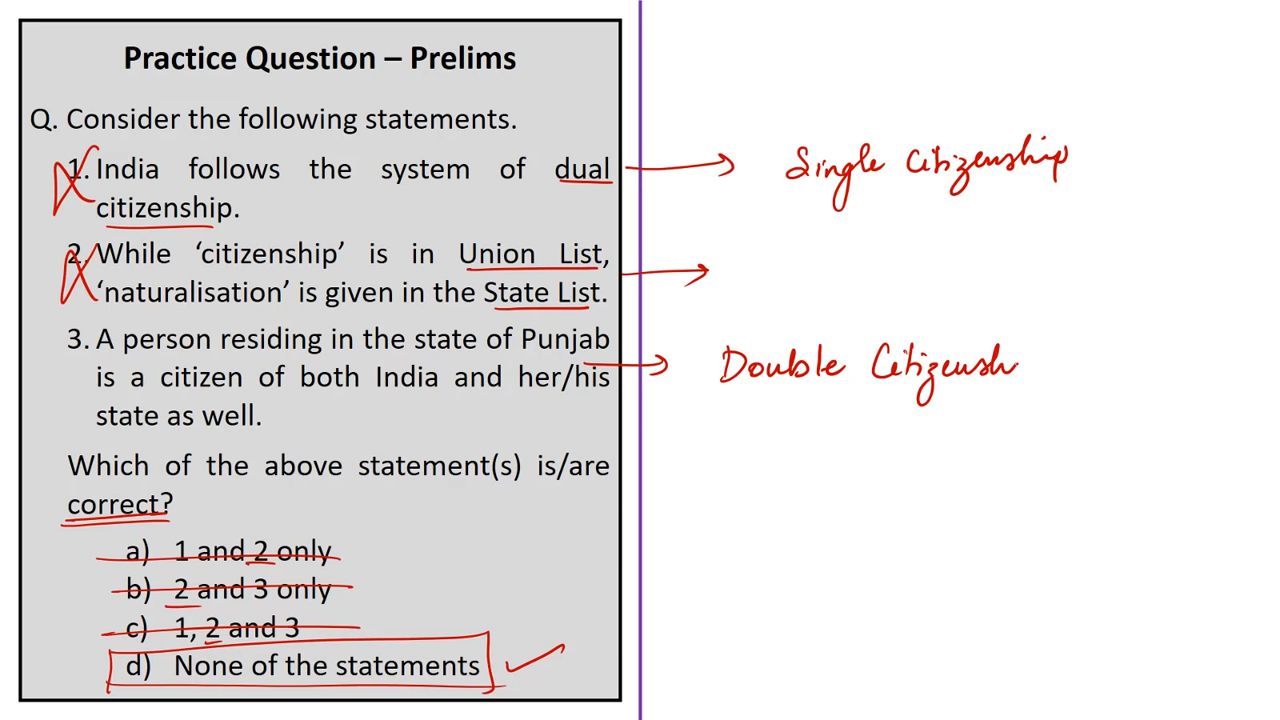 Practice Question – Prelims
Q. Consider the following statements.
1. India follows the system of dual
citizenship.
2. While ‘citizenship’ is in Union List,
‘naturalisation’ is given in the State List.
3. A person residing in the state of Punjab
is a citizen of both India and her/his
state as well.
Which of the above statement(s) is/are
correct?
a) 1 and 2 only
b) 2 and 3 only
c) 1, 2 and 3
d) None of the statements
Single Citizenship
Double Citizensh